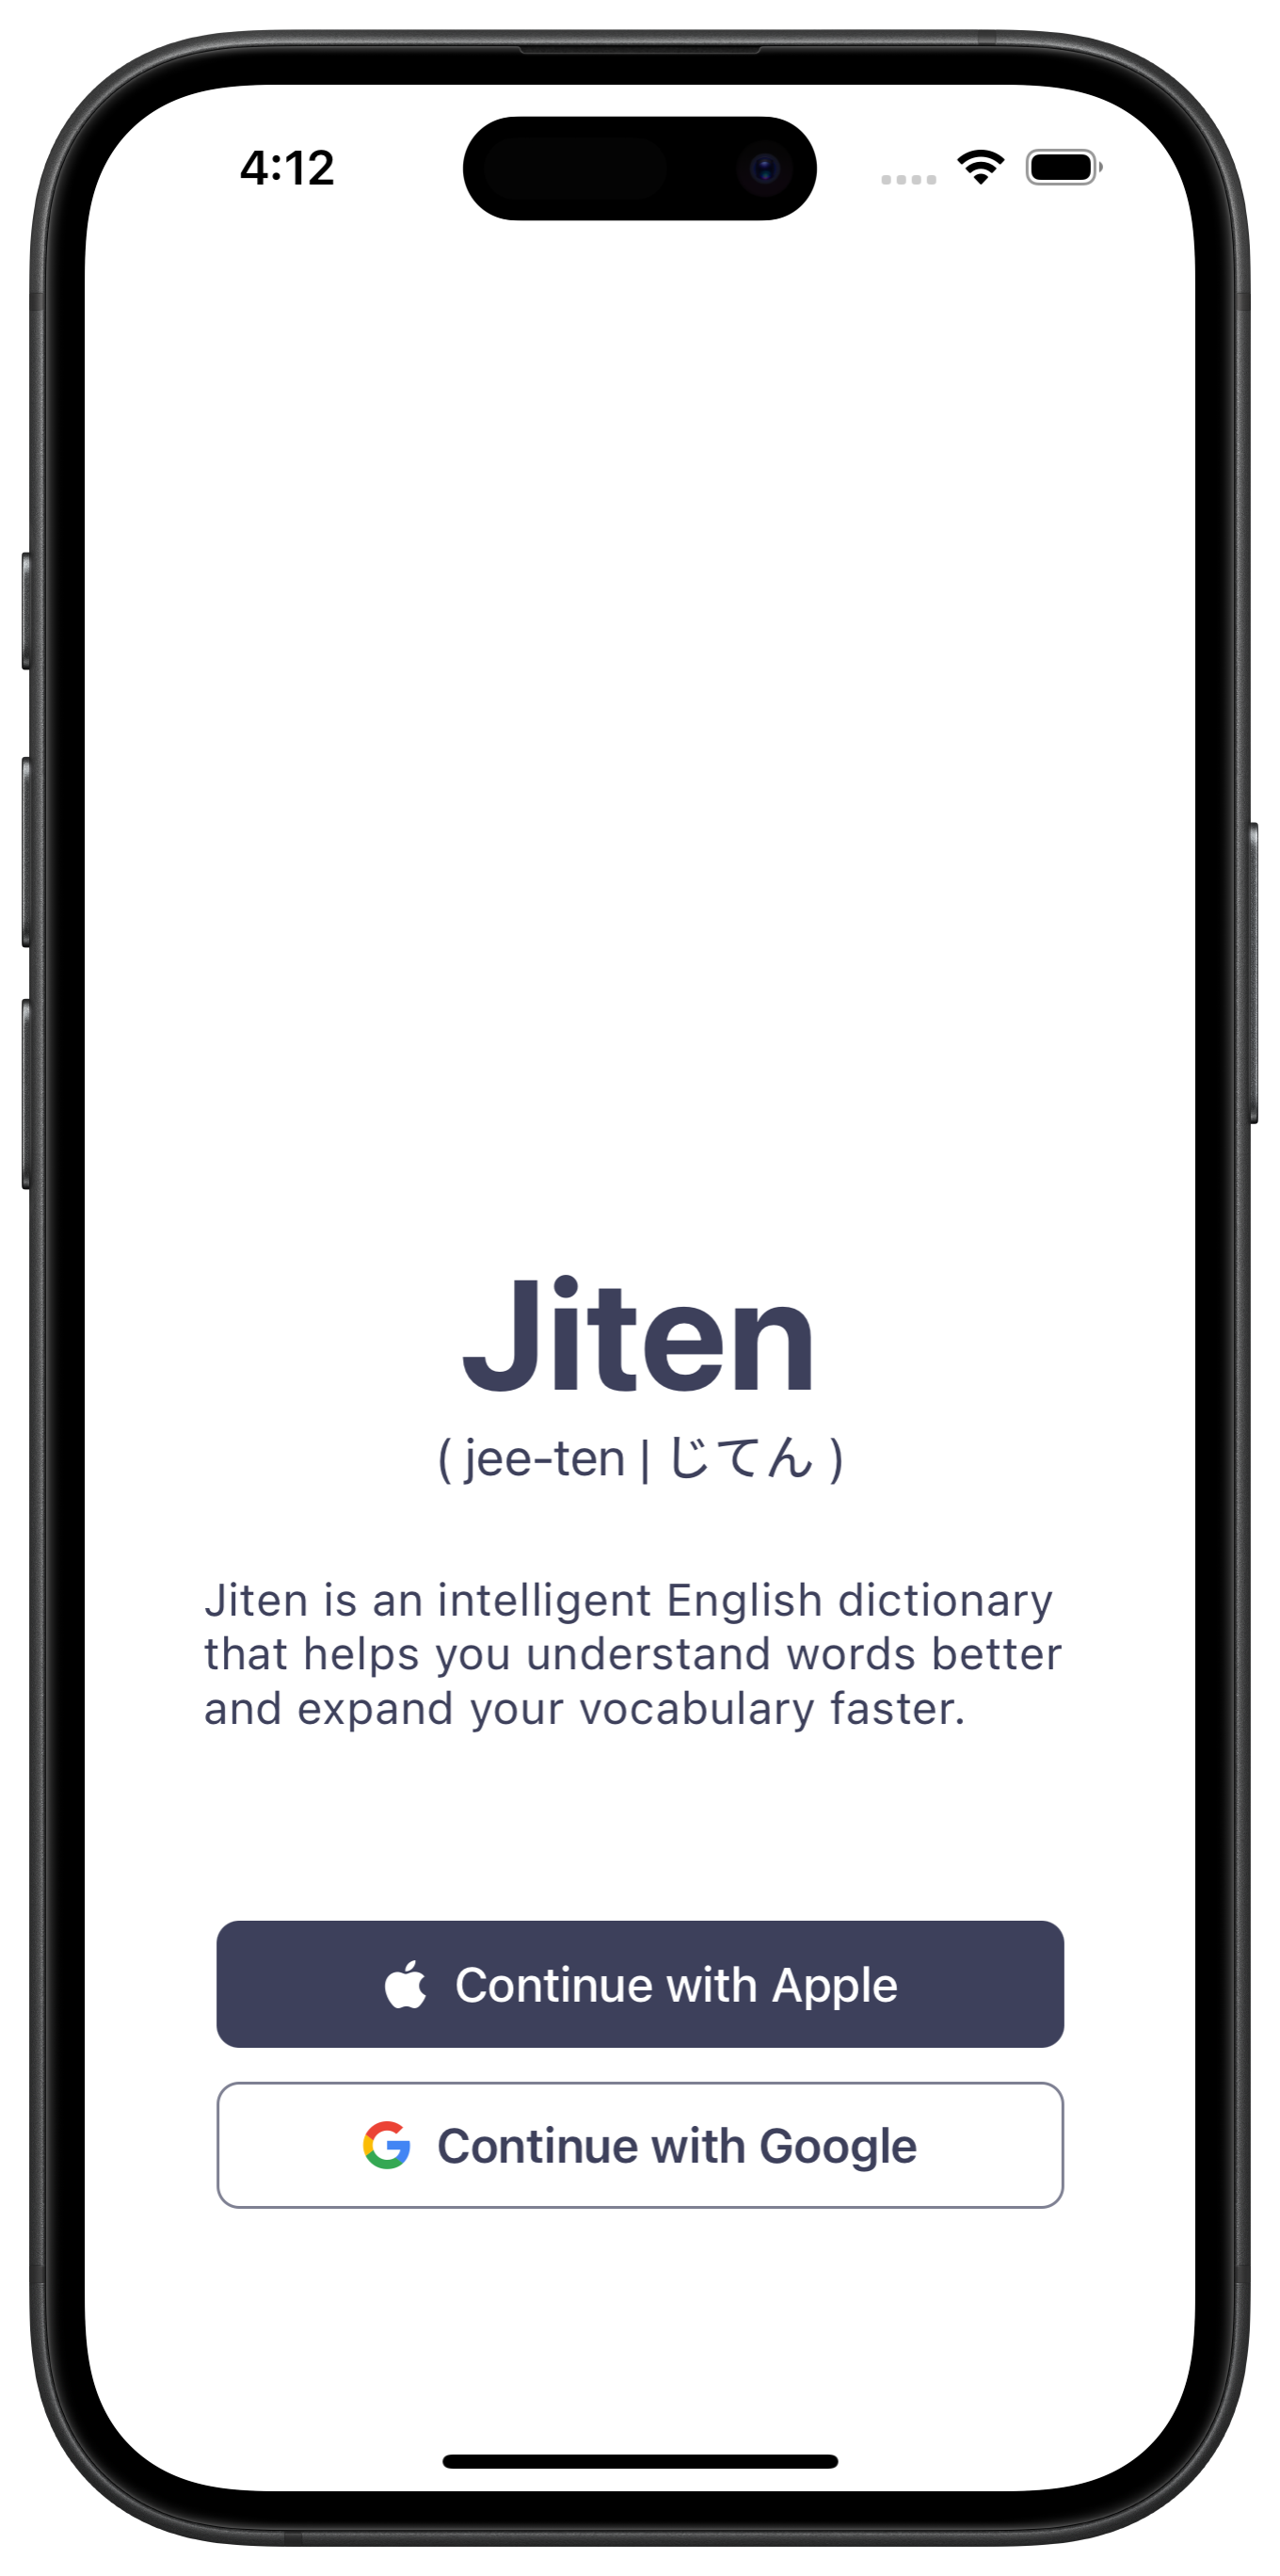 4:12
Jiten
( jee-ten | じてん )
Jiten is an intelligent English dictionary
that helps you understand words better
and expand your vocabulary faster.
Continue with Apple
Continue with Google